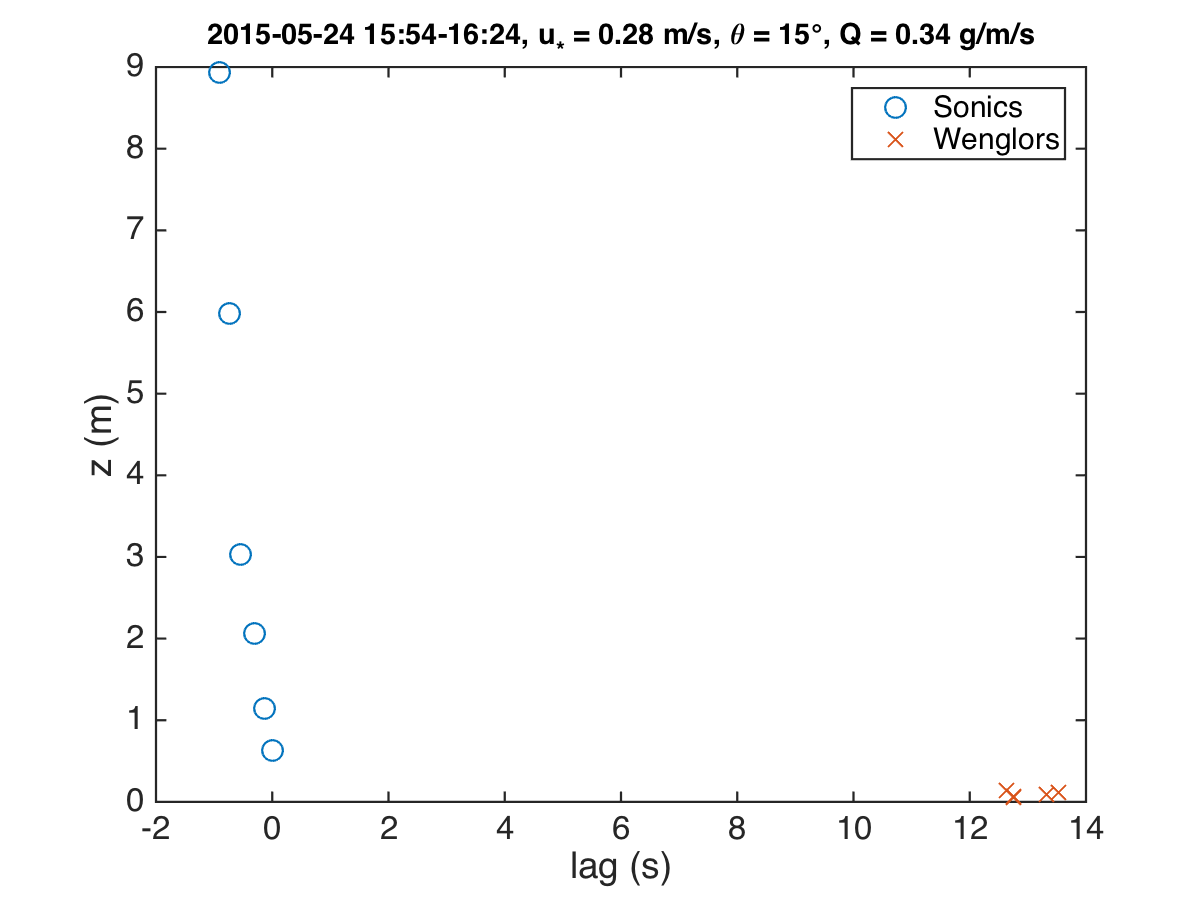 2015-05-24 15:54-16:24, u* = 0.28 m/s, θ = 15°, Q = 0.34 g/m/s
Sonics
Wenglors
z (m)
9
8
7
6
5
4
3
2
1
0
-2 0 2 4 6 8 10 12 14
lag (s)